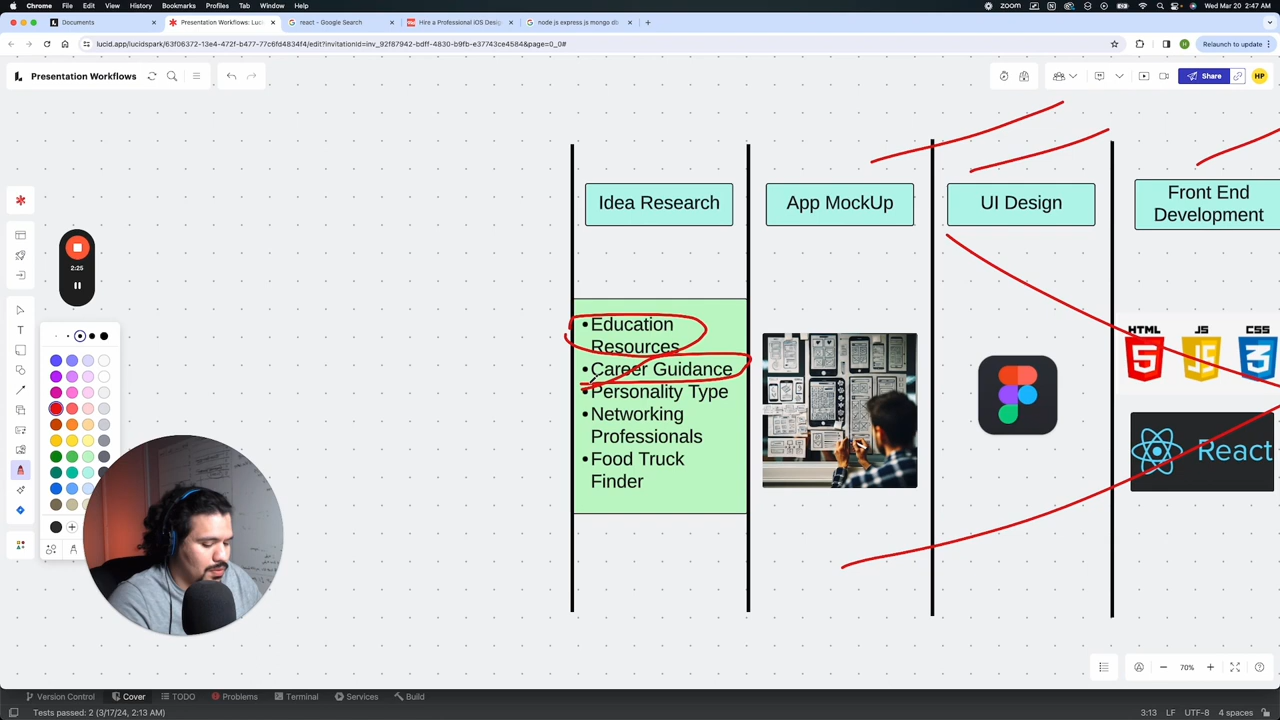 Chrome File Edit View History Bookmarks Profiles Tab Window Help
zoom
Wed Mar 20 2:47 AM
Documents
Presentation Workflows: Luci
react - Google Search
Hire a Professional iOS Desig
node js express js mongo db
lucid.app/lucidspark/63f06372-13e4-472f-b477-77c6fd4834f4/edit?invitationId=inv_92f87942-bdff-4830-b9fb-e37743ce4584&page=0_0#
Relaunch to update
Presentation Workflows
Share
HP
2:25
Idea Research
App MockUp
UI Design
Front End
Development
•Education
Resources
•Career Guidance
•Personality Type
•Networking
Professionals
•Food Truck
Finder
HTML
JS
CSS
5
JS
3
React
70%
Version Control
Cover
TODO
Problems
Terminal
Services
Build
Tests passed: 2 (3/17/24, 2:13 AM)
3:13 LF UTF-8 4 spaces